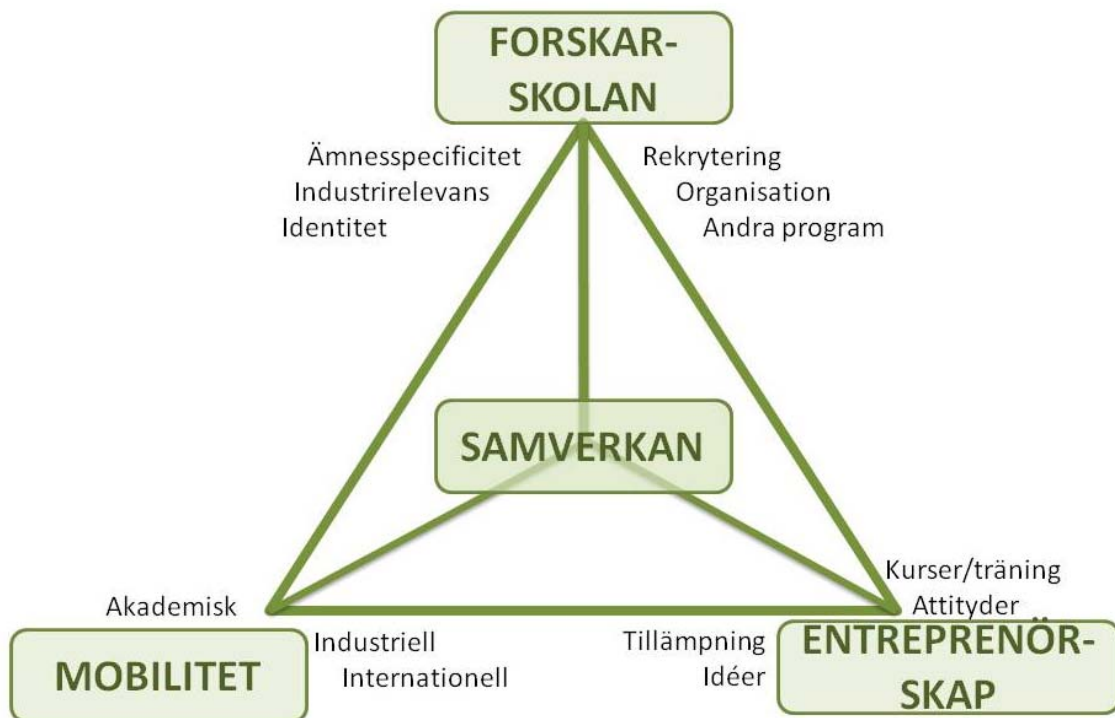 FORSKAR-
SKOLAN
Ämnesspecificitet
Industrirelevans
Identitet
Rekrytering
Organisation
Andra program
SAMVERKAN
Akademisk
MOBILITET
Industriell
Internationell
Kurser/träning
Attityder
Tillämpning
Idéer
ENTREPRENÖR-
SKAP